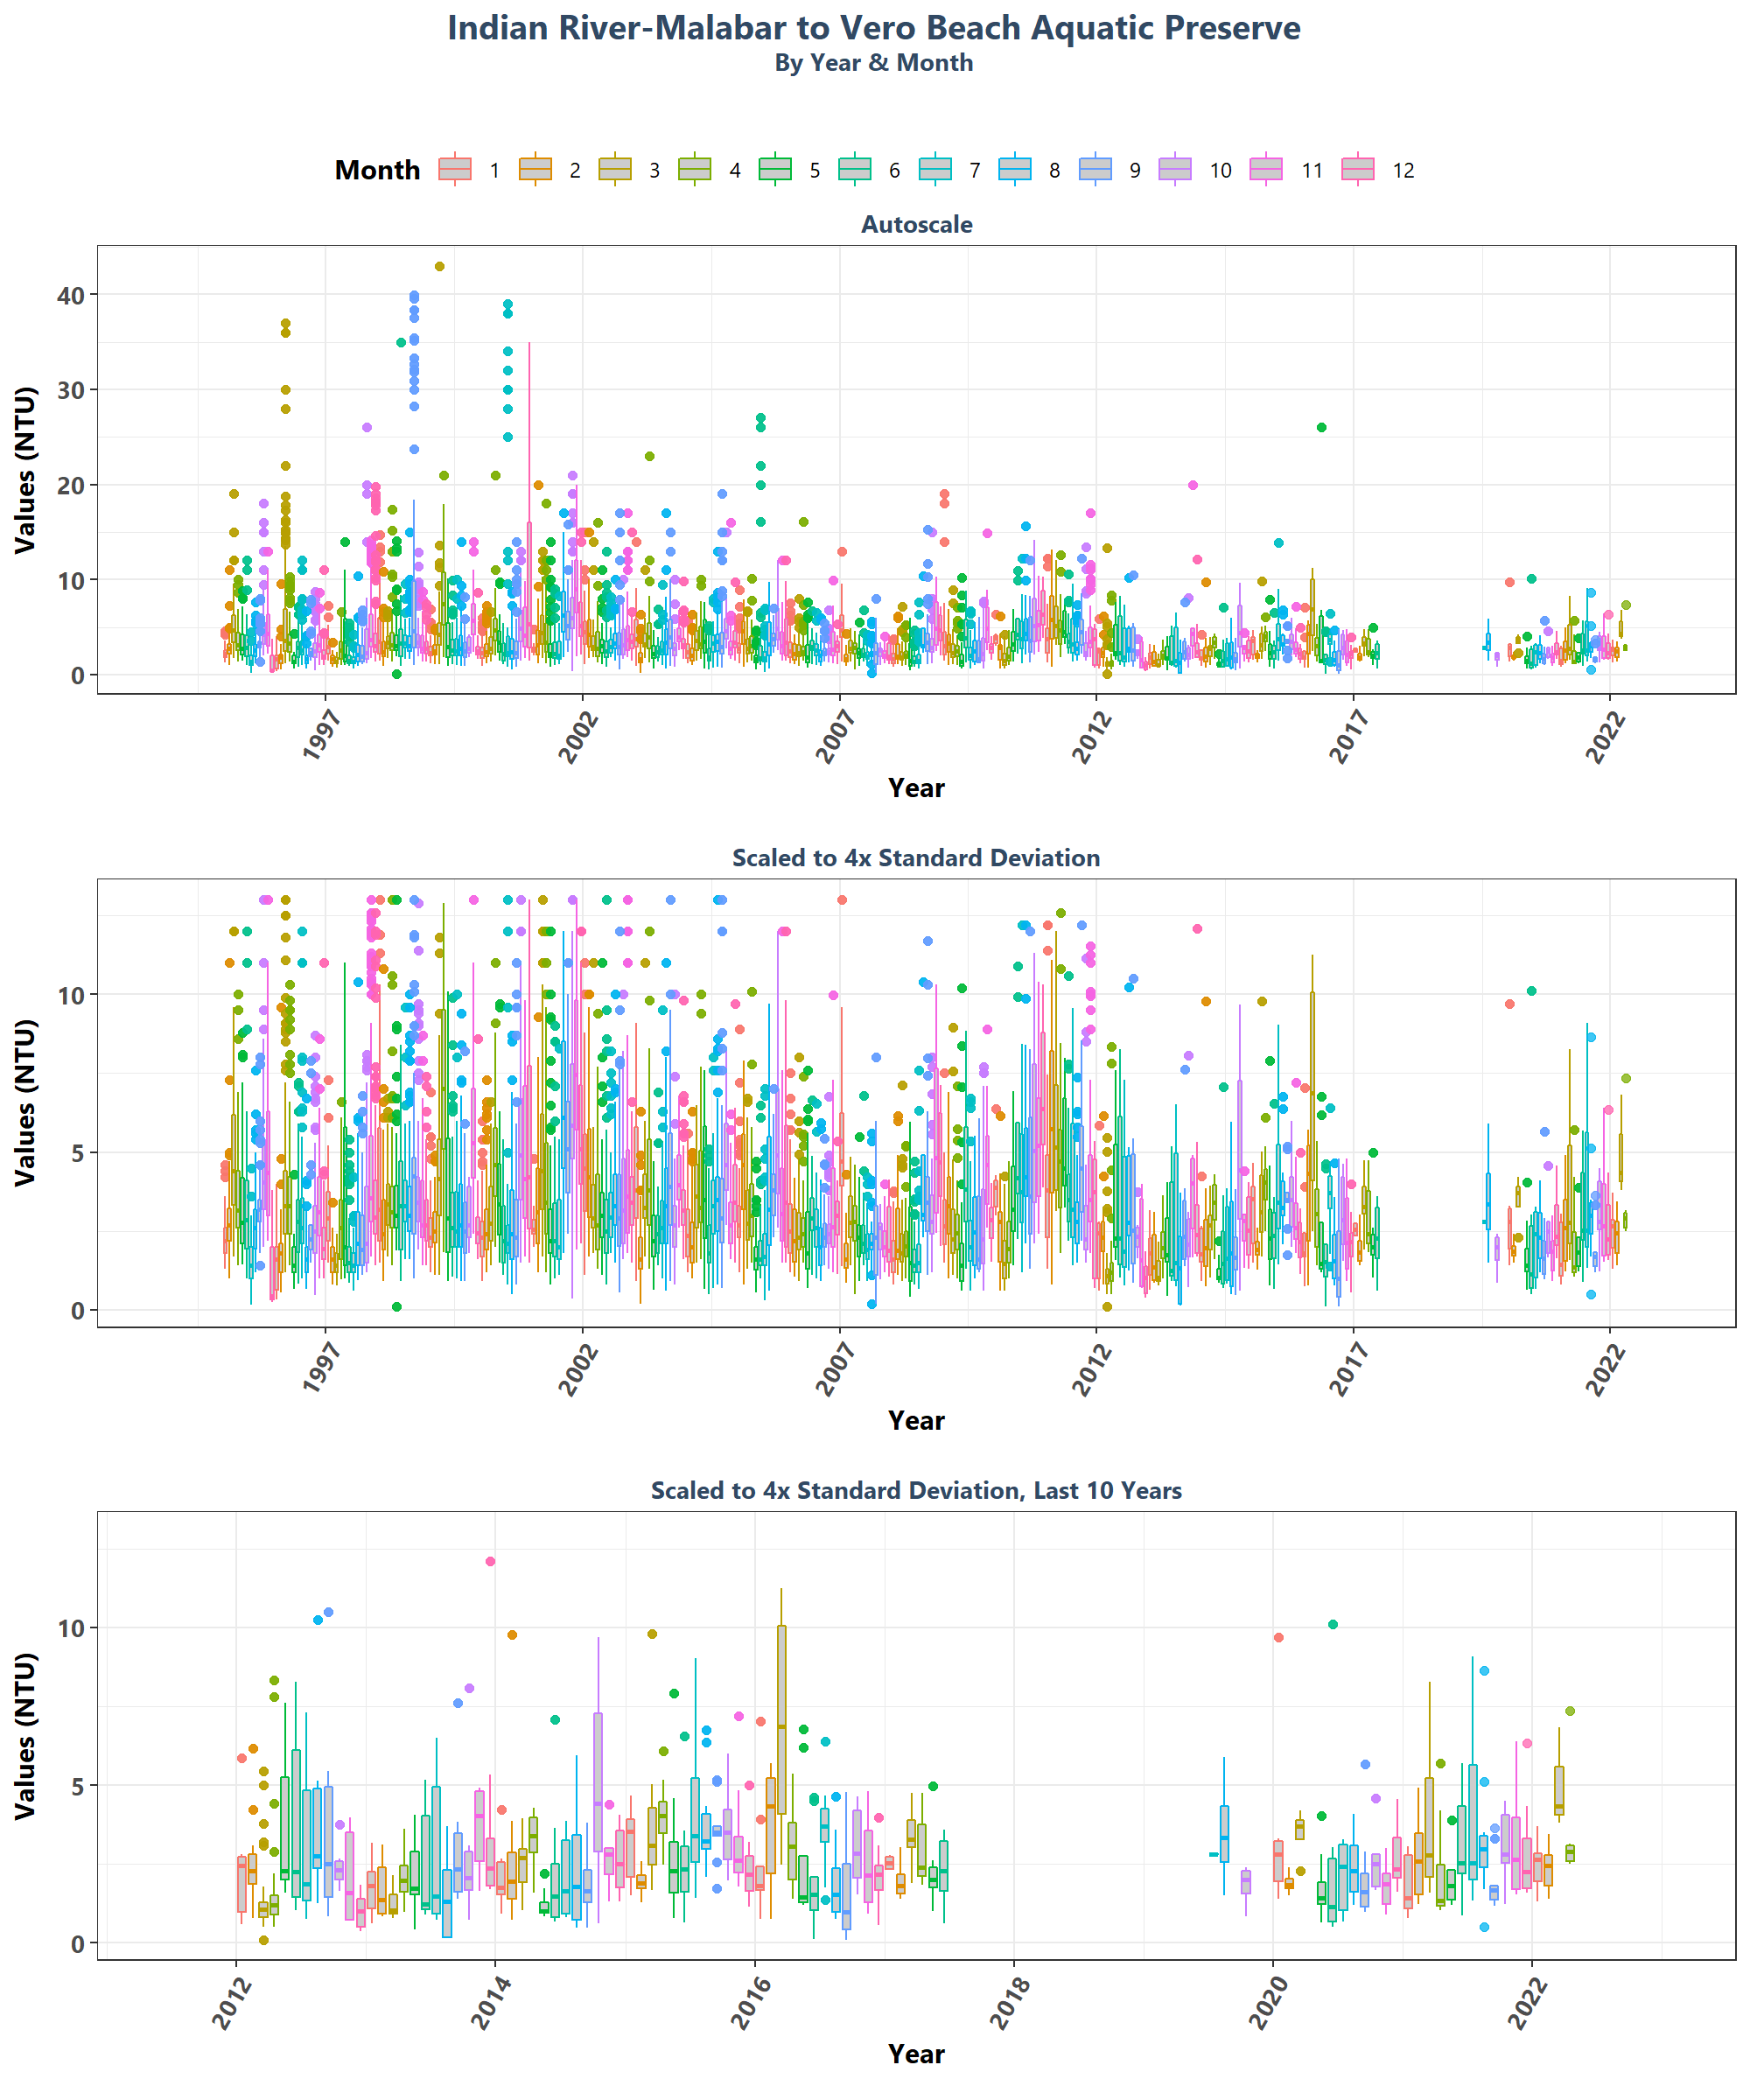 Indian River-Malabar to Vero Beach Aquatic Preserve
By Year & Month
Month 1 2 3 4 5 6 7 8 9 10 11 12
Autoscale
Values (NTU)
40
30
20
10
0
1997 2002 2007 2012 2017 2022
Year
Scaled to 4x Standard Deviation
Values (NTU)
10
5
0
1997 2002 2007 2012 2017 2022
Year
Scaled to 4x Standard Deviation, Last 10 Years
Values (NTU)
10
5
0
2012 2014 2016 2018 2020 2022
Year